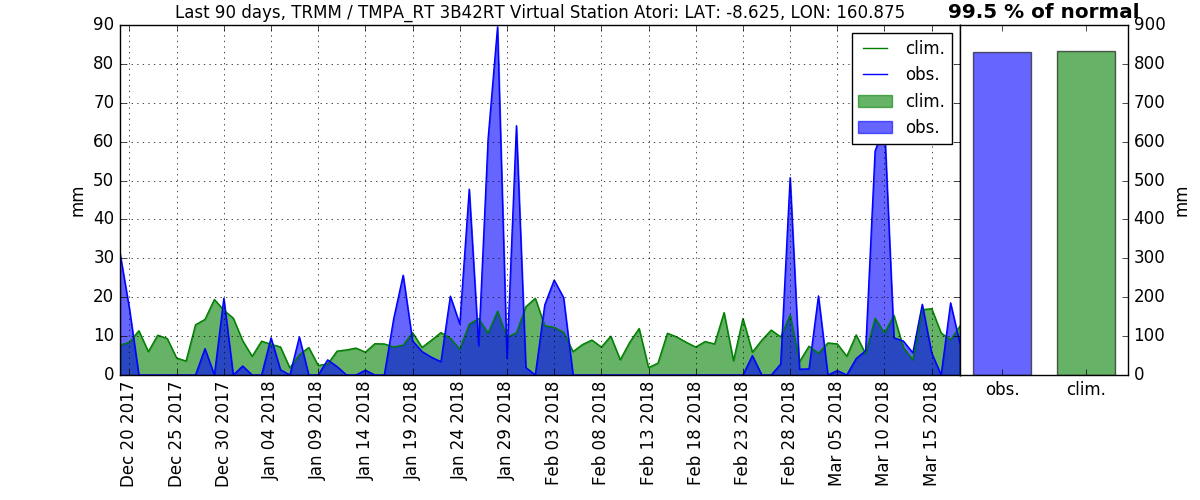 Last 90 days, TRMM / TMPA_RT 3B42RT Virtual Station Atori: LAT: -8.625, LON: 160.875
99.5 % of normal
90
80
70
60
50
40
30
20
10
0
mm
clim.
obs.
clim.
obs.
900
800
700
600
500
400
300
200
100
0
mm
obs.
clim.
Dec 20 2017
Dec 25 2017
Dec 30 2017
Jan 04 2018
Jan 09 2018
Jan 14 2018
Jan 19 2018
Jan 24 2018
Jan 29 2018
Feb 03 2018
Feb 08 2018
Feb 13 2018
Feb 18 2018
Feb 23 2018
Feb 28 2018
Mar 05 2018
Mar 10 2018
Mar 15 2018